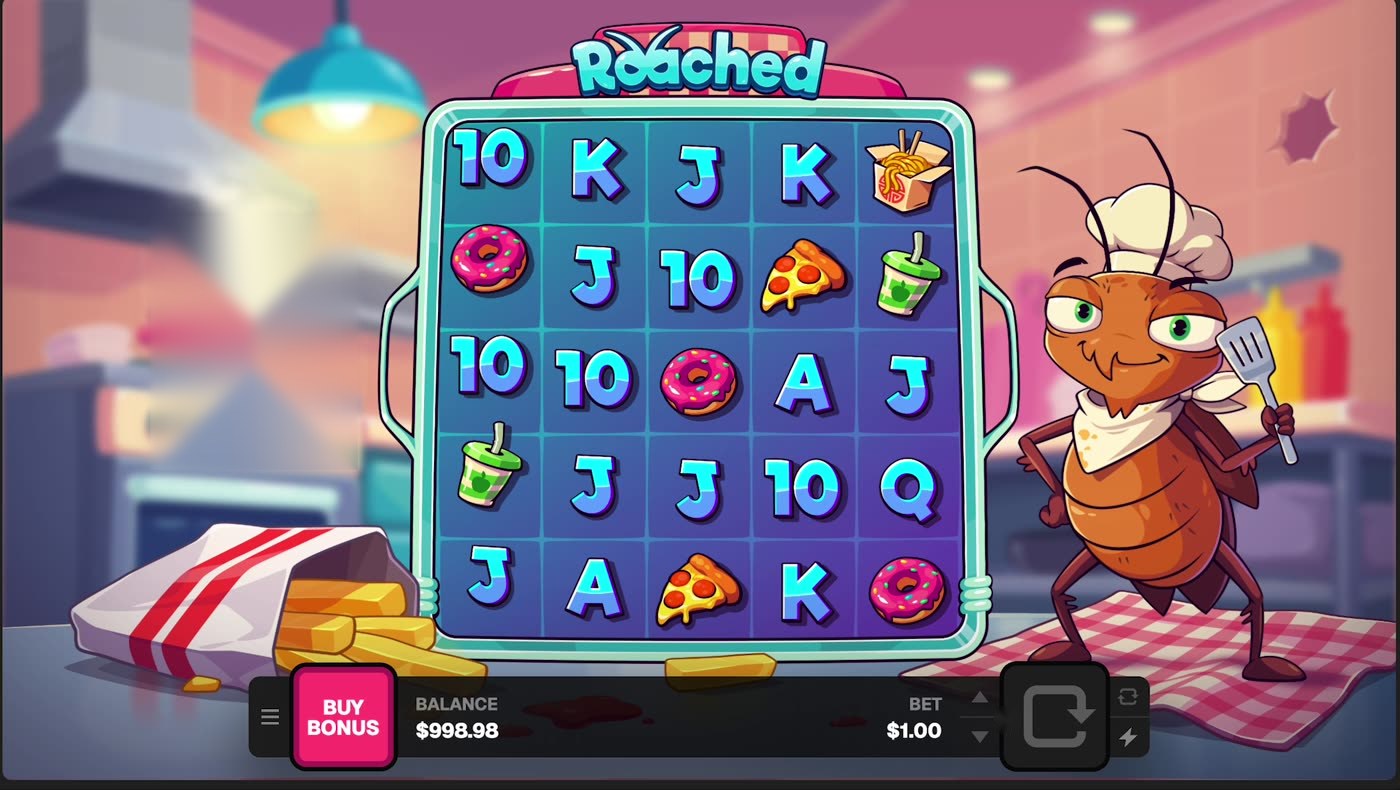 Roached
10 K J K
J 10
10 10 A J
J J 10 Q
J A K
BUY
BONUS
BALANCE
$998.98
BET
$1.00